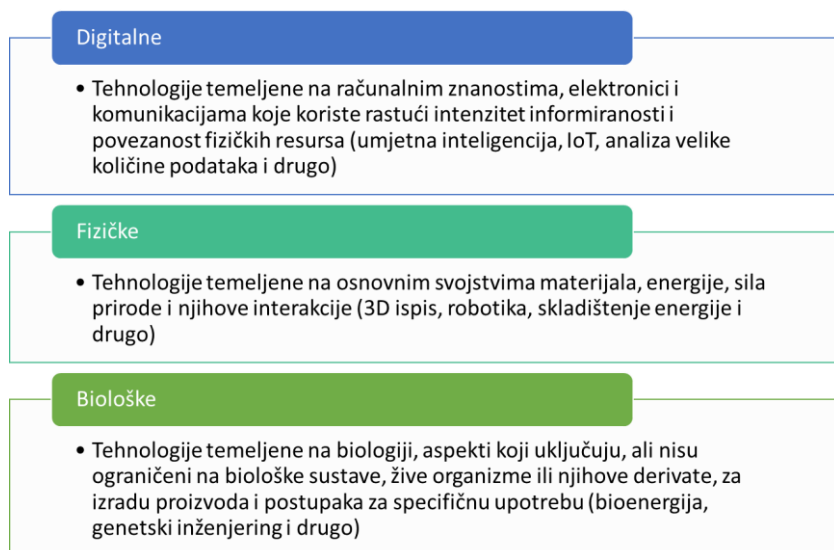 Digitalne
• Tehnologije temeljene na računalnim znanostima, elektronici i
komunikacijama koje koriste rastući intenzitet informiranosti i
povezanost fizičkih resursa (umjetna inteligencija, IoT, analiza velike
količine podataka i drugo)
Fizičke
• Tehnologije temeljene na osnovnim svojstvima materijala, energije, sila
prirode i njihove interakcije (3D ispis, robotika, skladištenje energije i
drugo)
Biološke
• Tehnologije temeljene na biologiji, aspekti koji uključuju, ali nisu
ograničeni na biološke sustave, žive organizme ili njihove derivate, za
izradu proizvoda i postupaka za specifičnu upotrebu (bioenergija,
genetski inženjering i drugo)